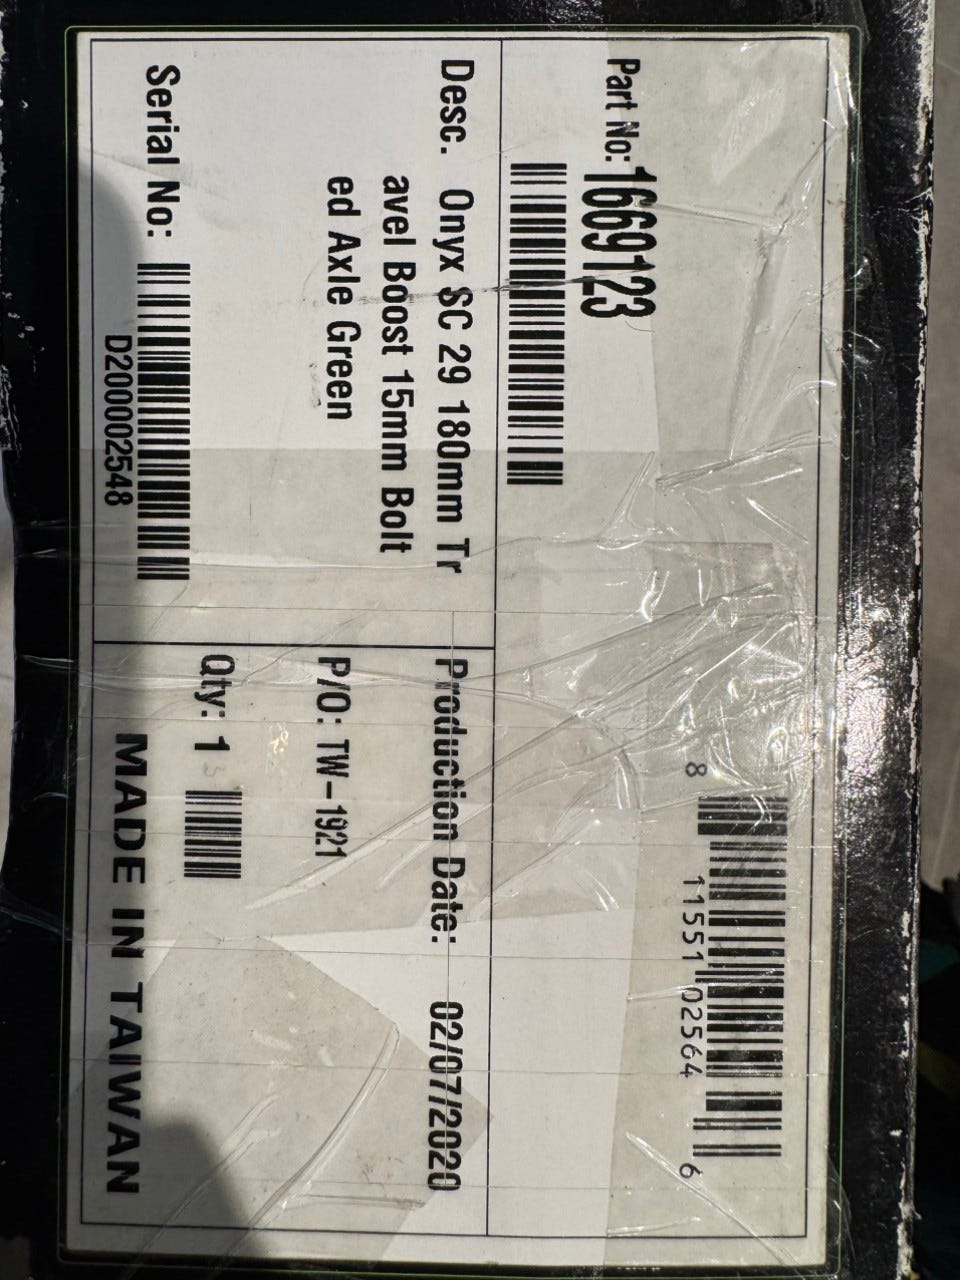 Part No: 1669123
8 11551 02564 6
Desc. Onyx SC 29 180mm Tr
avel Boost 15mm Bolt
ed Axle Green
Serial No:
D200002548
Production Date: 02/07/2020
P/O: TW-1921
Qty: 1
MADE IN TAIWAN